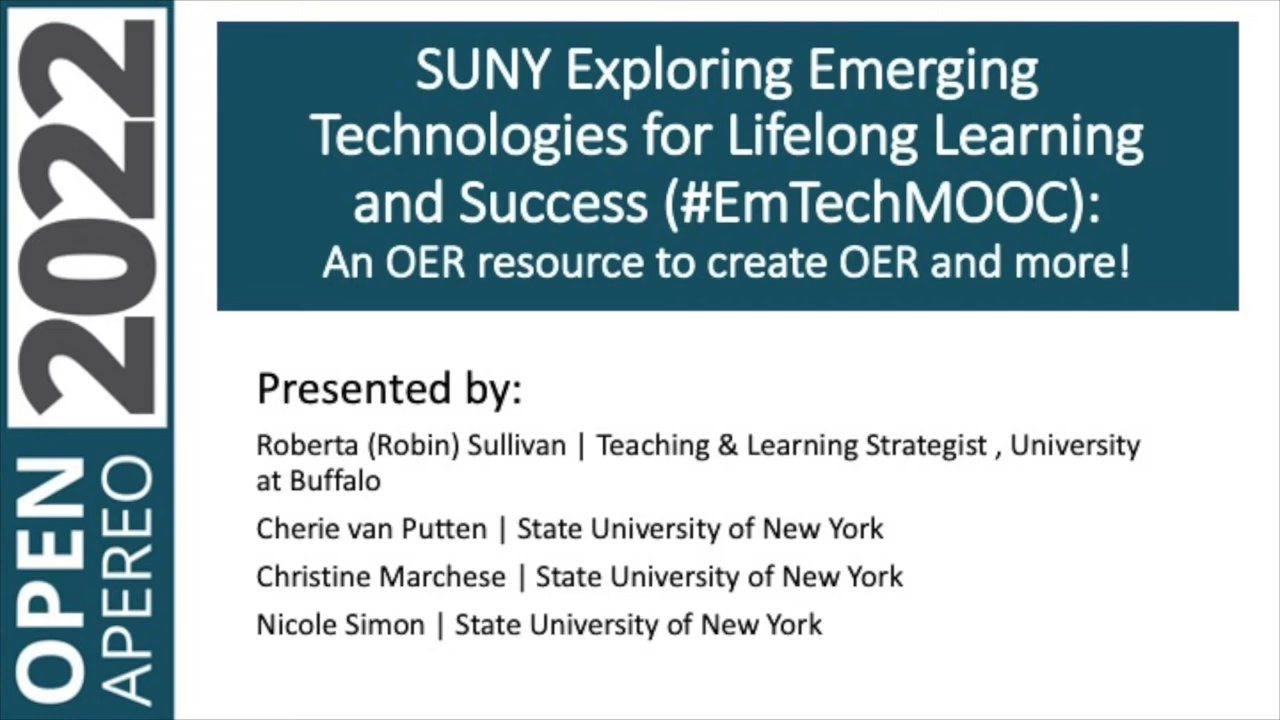 OPEN 2022
APEREO
SUNY Exploring Emerging
Technologies for Lifelong Learning
and Success (#EmTechMOOC):
An OER resource to create OER and more!
Presented by:
Roberta (Robin) Sullivan | Teaching & Learning Strategist , University
at Buffalo
Cherie van Putten | State University of New York
Christine Marchese | State University of New York
Nicole Simon | State University of New York